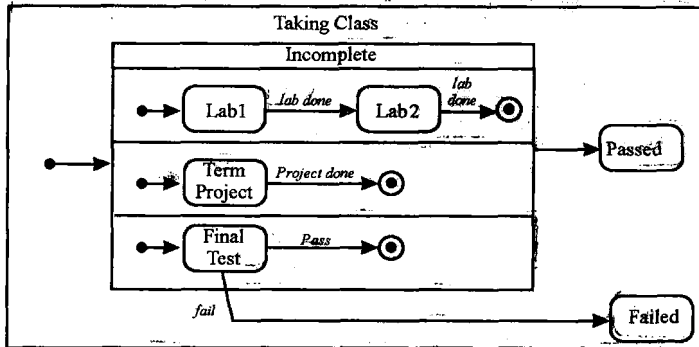 Taking Class
Incomplete
Lab1
lab done
Lab2
lab
done
Passed
Term
Project
Project done
Final
Test
Pass
fail
Failed